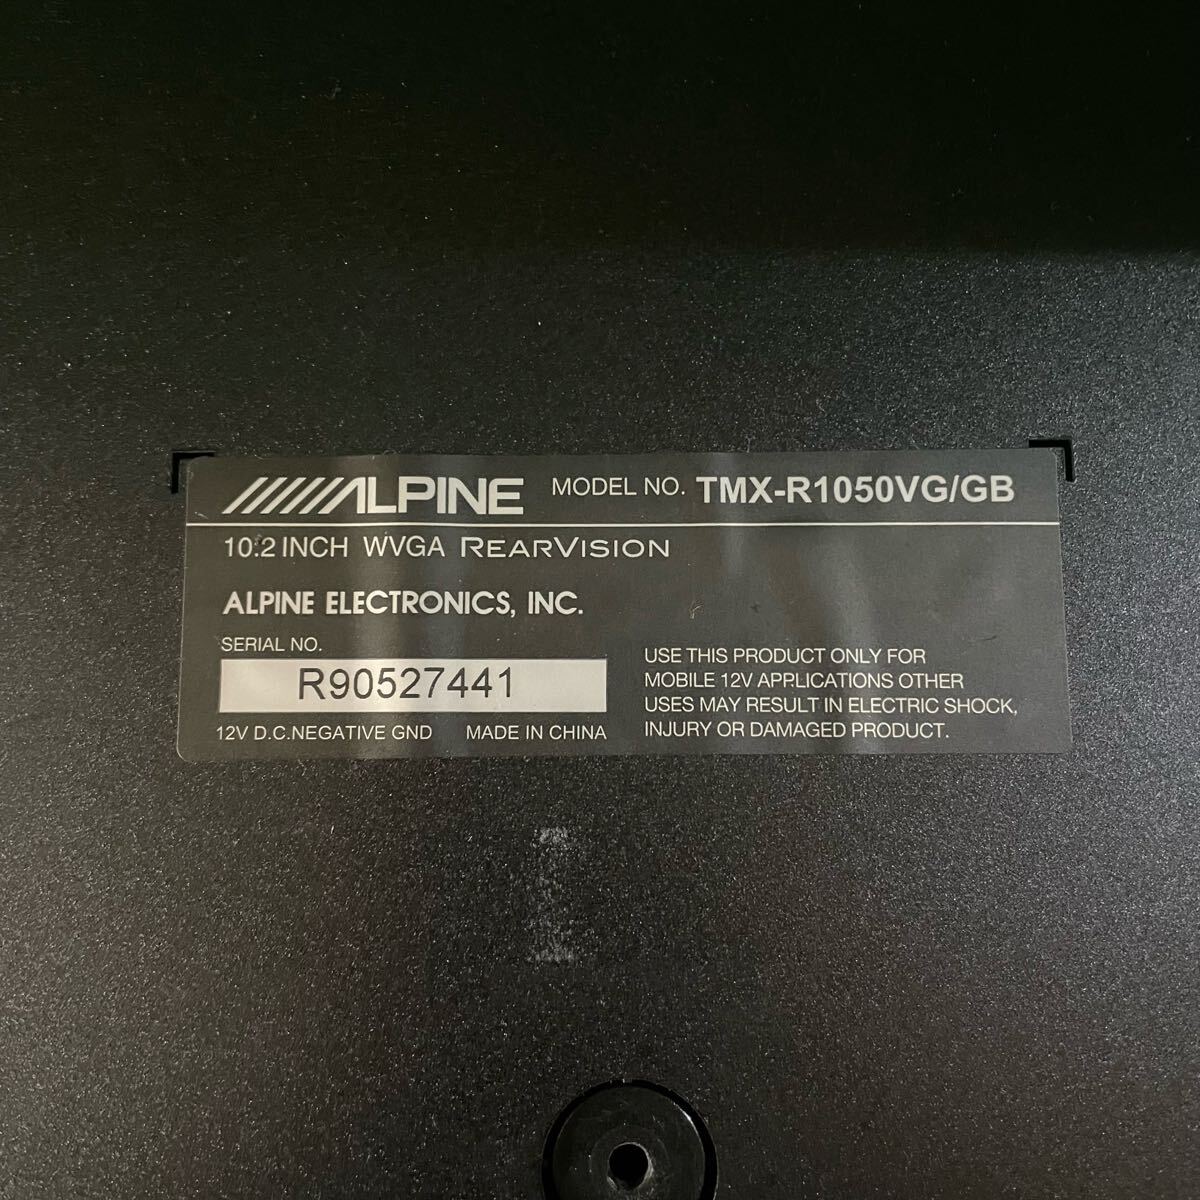 ALPINE MODEL NO. TMX-R1050VG/GB
10.2 INCH WVGA REARVISION
ALPINE ELECTRONICS, INC.
SERIAL NO.
R90527441
12V D.C.NEGATIVE GND MADE IN CHINA
USE THIS PRODUCT ONLY FOR
MOBILE 12V APPLICATIONS OTHER
USES MAY RESULT IN ELECTRIC SHOCK,
INJURY OR DAMAGED PRODUCT.